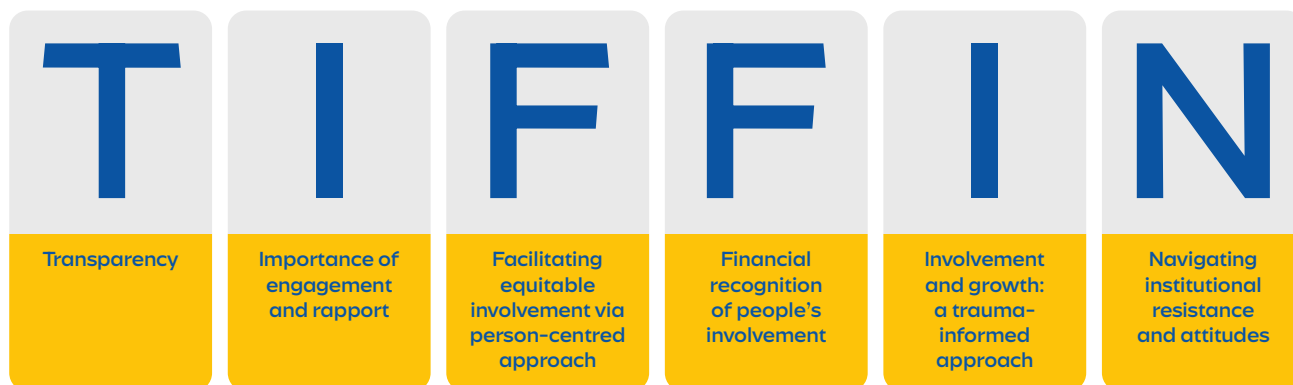 T
I
F
F
I
N
Transparency
Importance of
engagement
and rapport
Facilitating
equitable
involvement via
person-centred
approach
Financial
recognition
of people's
involvement
Involvement
and growth:
a trauma-
informed
approach
Navigating
institutional
resistance
and attitudes